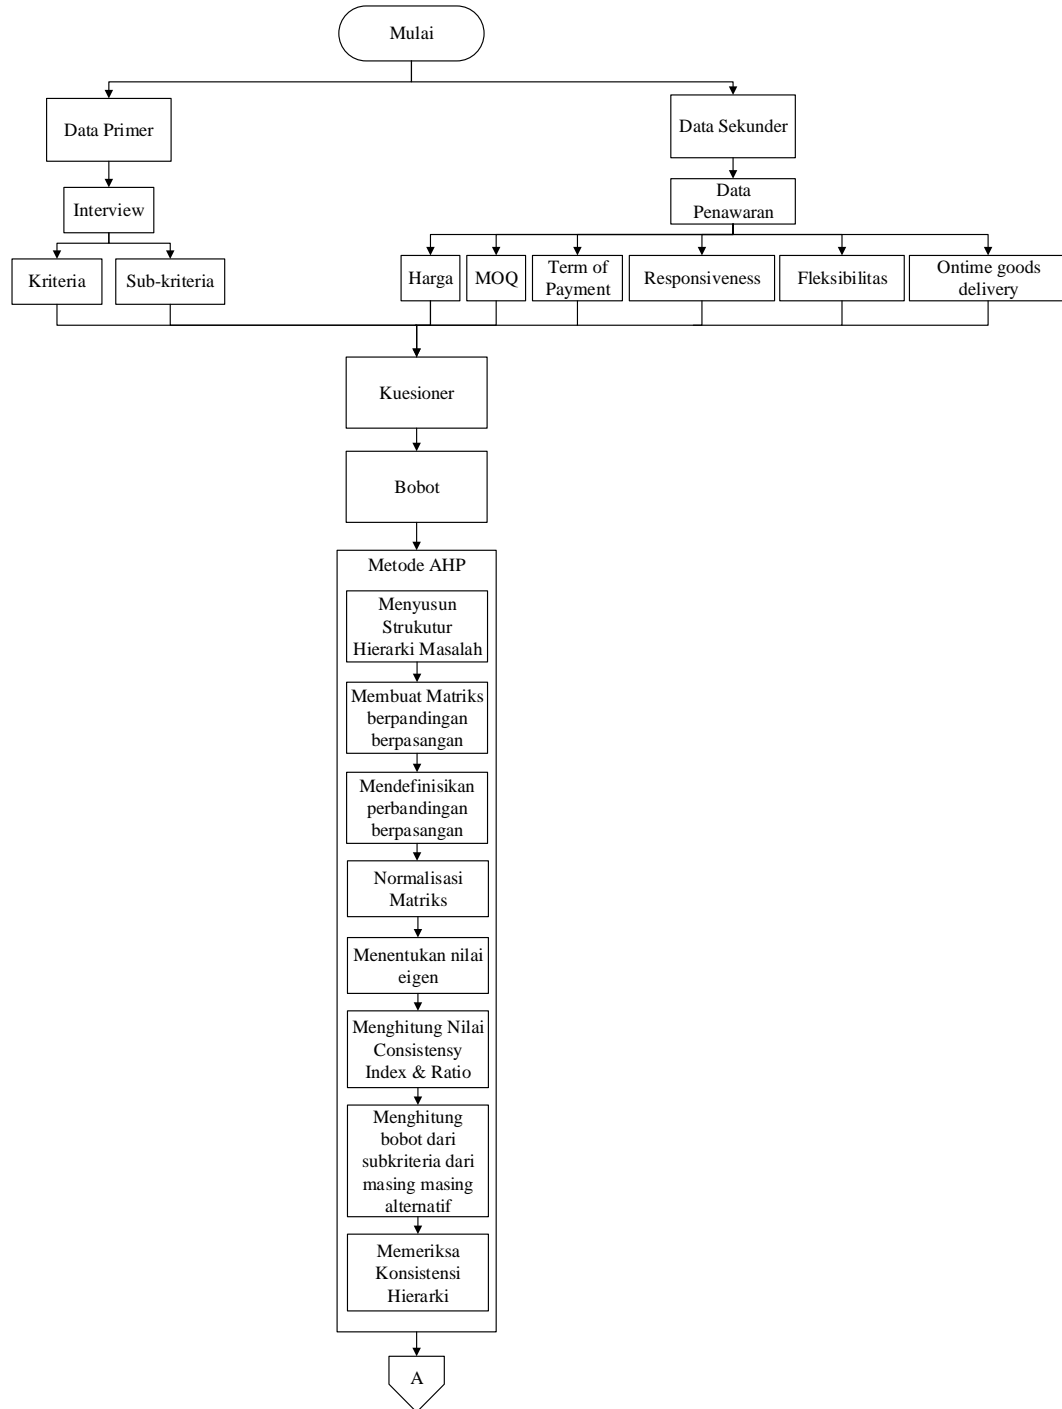 Mulai
Data Primer
Data Sekunder
Interview
Data
Penawaran
Kriteria
Sub-kriteria
Harga
MOQ
Term of
Payment
Responsiveness
Fleksibilitas
Ontime goods
delivery
Kuesioner
Bobot
Metode AHP
Menyusun
Strukutur
Hierarki Masalah
Membuat Matriks
berpandingan
berpasangan
Mendefinisikan
perbandingan
berpasangan
Normalisasi
Matriks
Menentukan nilai
eigen
Menghitung Nilai
Consistensy
Index & Ratio
Menghitung
bobot dari
subkriteria dari
masing masing
alternatif
Memeriksa
Konsistensi
Hierarki
A